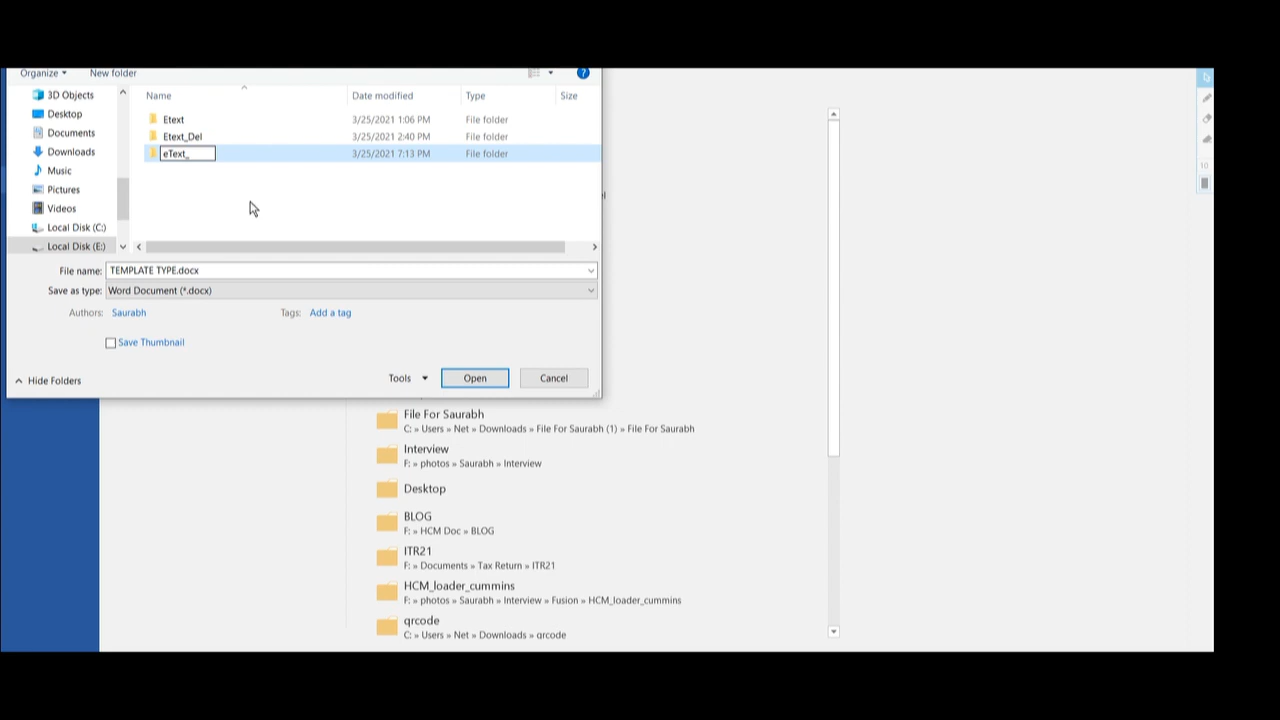 Organize New folder
?
3D Objects
Desktop
Documents
Downloads
Music
Pictures
Videos
Local Disk (C:)
Local Disk (E:)
Name Date modified Type Size
Etext 3/25/2021 1:06 PM File folder
Etext_Del 3/25/2021 2:40 PM File folder
eText_ 3/25/2021 7:13 PM File folder
File name: TEMPLATE TYPE.docx
Save as type: Word Document (*.docx)
Authors: Saurabh Tags: Add a tag
Save Thumbnail
Hide Folders Tools Open Cancel
File For Saurabh
C: » Users » Net » Downloads » File For Saurabh (1) » File For Saurabh
Interview
F: » photos » Saurabh » Interview
Desktop
BLOG
F: » HCM Doc » BLOG
ITR21
F: » Documents » Tax Return » ITR21
HCM_loader_cummins
F: » photos » Saurabh » Interview » Fusion » HCM_loader_cummins
qrcode
C: » Users » Net » Downloads » qrcode
10